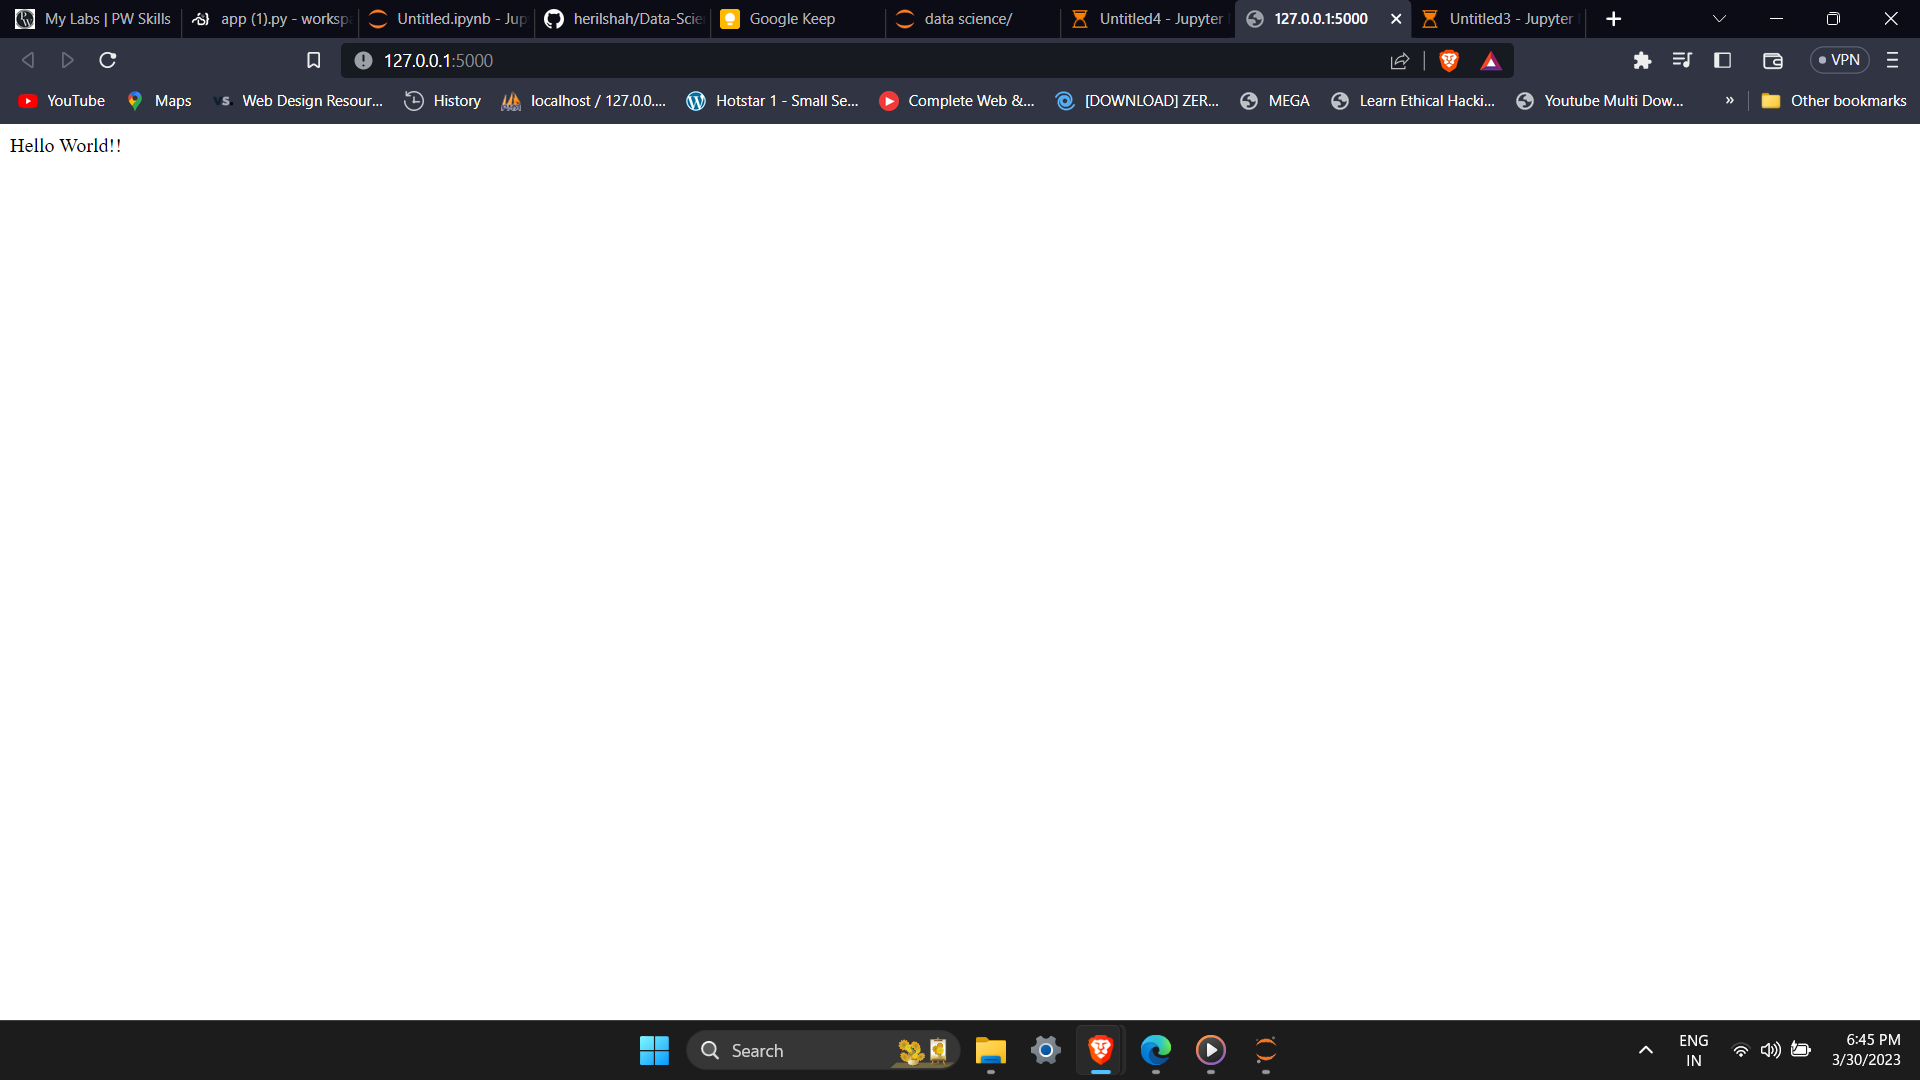 My Labs | PW Skills
app (1).py - worksp
Untitled.ipynb - Jup
herilshah/Data-Scie
Google Keep
data science/
Untitled4 - Jupyter
127.0.0.1:5000
Untitled3 - Jupyter
127.0.0.1:5000
VPN
YouTube
Maps
vs.
Web Design Resour...
History
localhost / 127.0.0....
Hotstar 1 - Small Se...
Complete Web &...
[DOWNLOAD] ZER...
MEGA
Learn Ethical Hacki...
Youtube Multi Dow...
»
Other bookmarks
Hello World!!
Search
ENG
IN
6:45 PM
3/30/2023